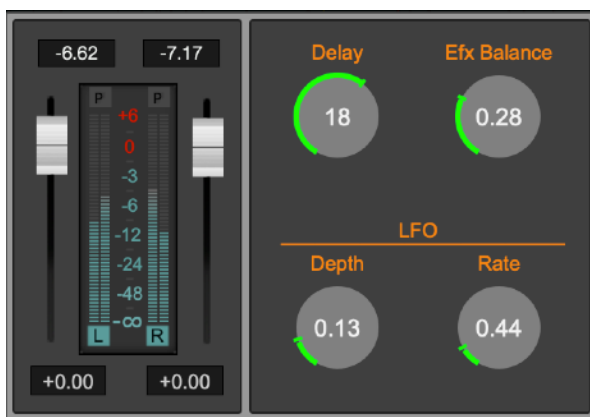 -6.62 -7.17
P P
+6
0
-3
-6
-12
-24
-48
-∞
L R
+0.00 +0.00
Delay Efx Balance
18 0.28
LFO
Depth Rate
0.13 0.44